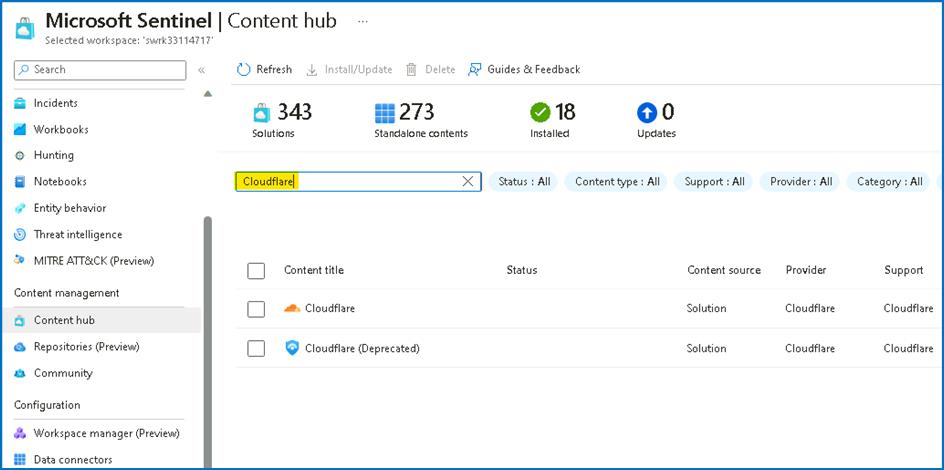 Microsoft Sentinel | Content hub ...
Selected workspace: 'swrk33114717'
Search
«
Refresh Install/Update Delete Guides & Feedback
Incidents
Workbooks
Hunting
Notebooks
Entity behavior
Threat intelligence
MITRE ATT&CK (Preview)
Content management
Content hub
Repositories (Preview)
Community
Configuration
Workspace manager (Preview)
Data connectors
343 Solutions
273 Standalone contents
18 Installed
0 Updates
Cloudflare
Status : All Content type : All Support : All Provider : All Category : All
Content title Status Content source Provider Support
Cloudflare Solution Cloudflare Cloudflare
Cloudflare (Deprecated) Solution Cloudflare Cloudflare